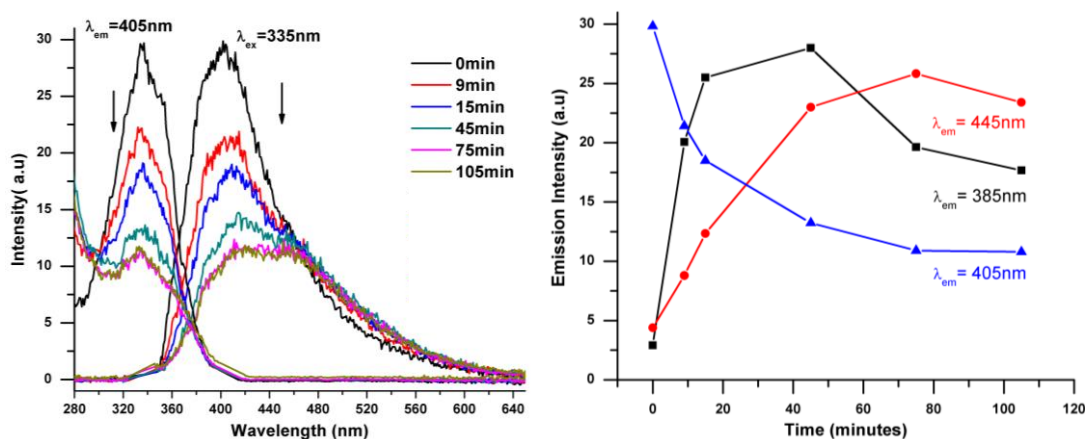 λem=405nm
λex=335nm
0min
9min
15min
45min
75min
105min
Intensity( a.u)
30
25
20
15
10
5
0
280 320 360 400 440 480 520 560 600 640
Wavelength (nm)
Emission Intensity (a.u)
30
25
20
15
10
5
0
λem= 445nm
λem= 385nm
λem= 405nm
0 20 40 60 80 100 120
Time (minutes)